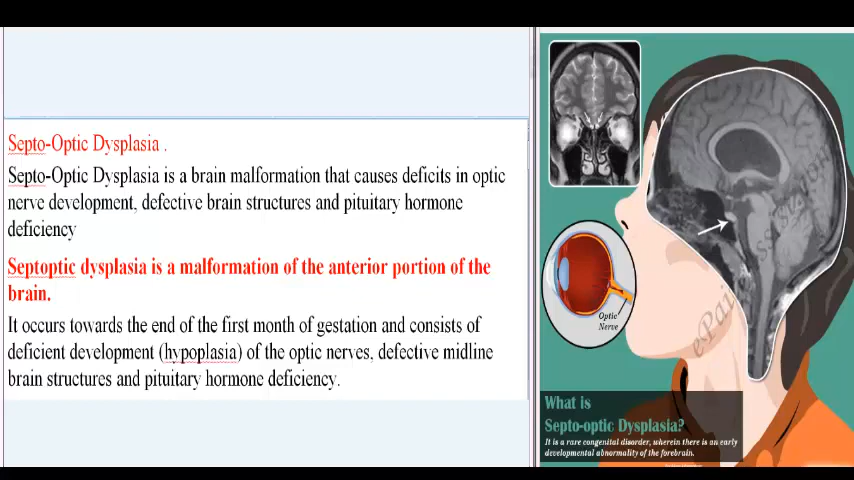 Septo-Optic Dysplasia .
Septo-Optic Dysplasia is a brain malformation that causes deficits in optic
nerve development, defective brain structures and pituitary hormone
deficiency
Septoptic dysplasia is a malformation of the anterior portion of the
brain.
It occurs towards the end of the first month of gestation and consists of
deficient development (hypoplasia) of the optic nerves, defective midline
brain structures and pituitary hormone deficiency.
Optic
Nerve
What is
Septo-optic Dysplasia?
It is a rare congenital disorder, wherein there is an early
developmental abnormality of the forebrain.